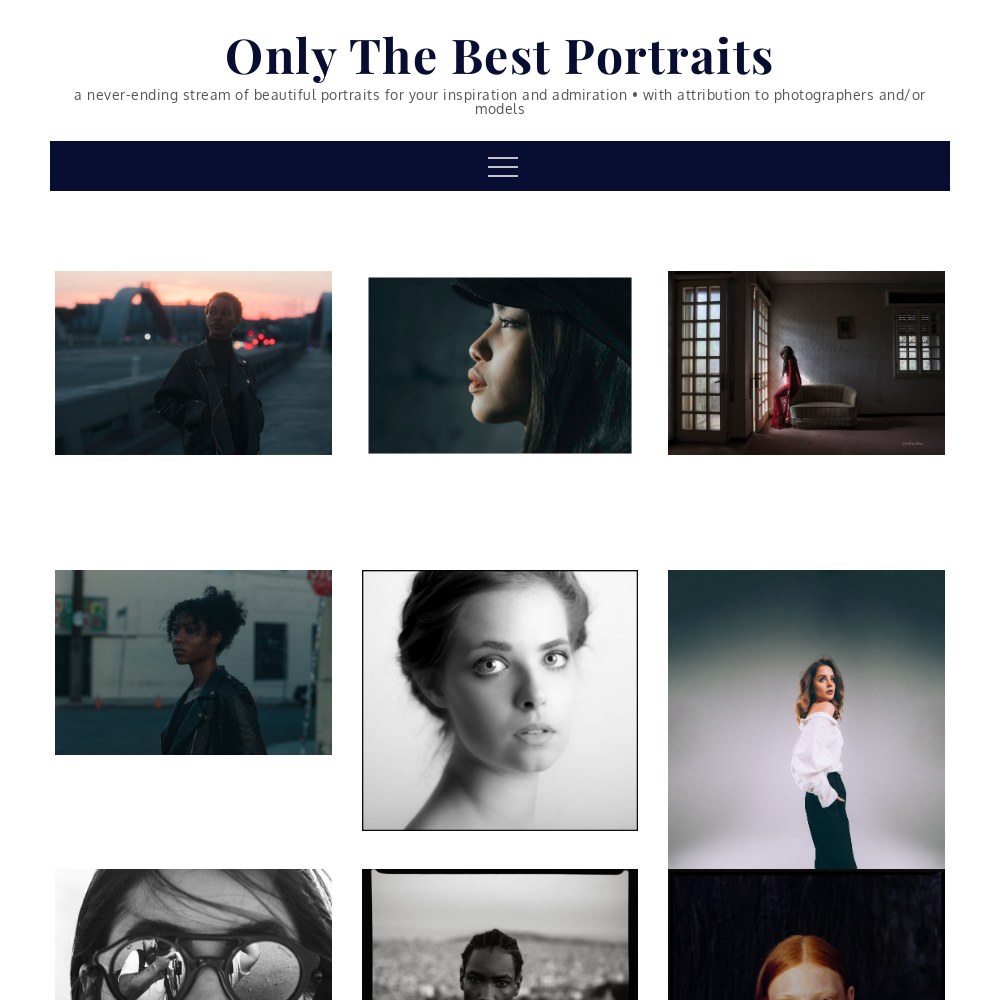 Only The Best Portraits
a never-ending stream of beautiful portraits for your inspiration and admiration • with attribution to photographers and/or
models